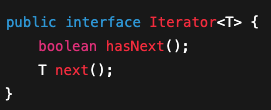 public interface Iterator<T> {
    boolean hasNext();
    T next();
}